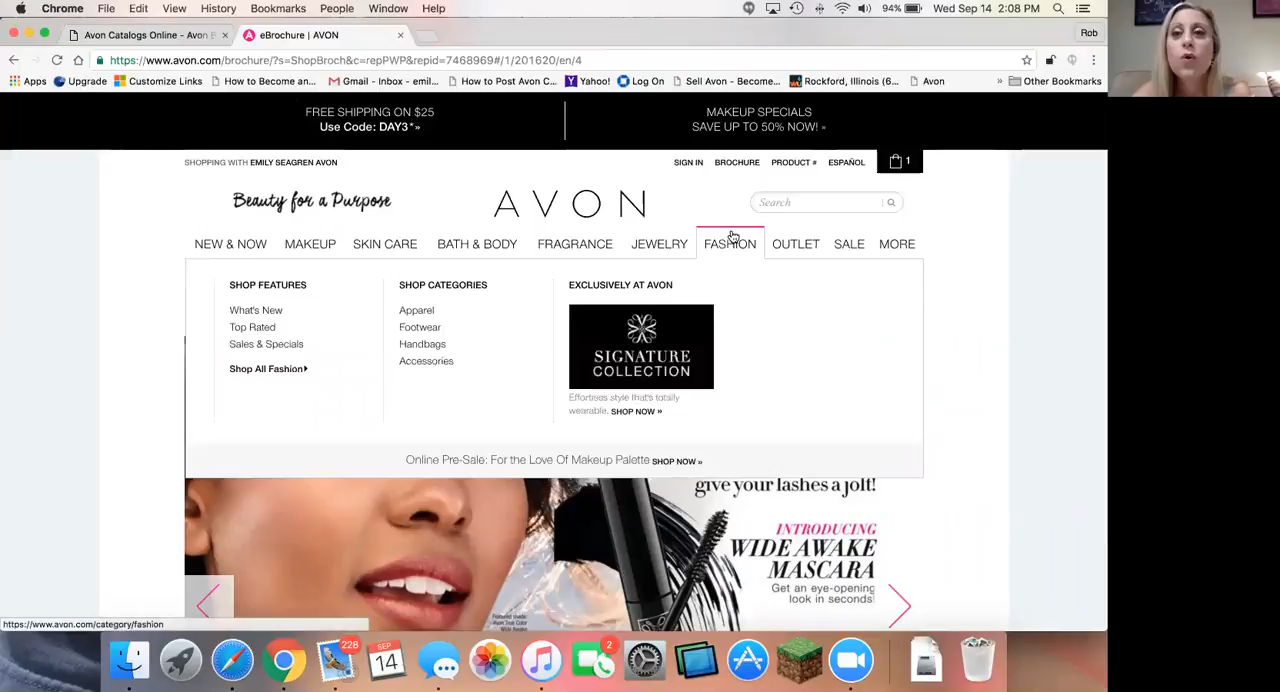 Chrome File Edit View History Bookmarks People Window Help 94% Wed Sep 14 2:08 PM
Avon Catalogs Online - Avon B × eBrochure | AVON × Rob
https://www.avon.com/brochure/?s=ShopBroch&c=repPWP&repid=7468969#/1/201620/en/4
Apps Upgrade Customize Links How to Become an... Gmail - Inbox - emil... How to Post Avon C... Yahoo! Log On Sell Avon - Become... Rockford, Illinois (6... Avon » Other Bookmarks
FREE SHIPPING ON $25
Use Code: DAY3*»
MAKEUP SPECIALS
SAVE UP TO 50% NOW! »
SHOPPING WITH EMILY SEAGREN AVON SIGN IN BROCHURE PRODUCT # ESPAÑOL 1
Beauty for a Purpose AVON Search
NEW & NOW MAKEUP SKIN CARE BATH & BODY FRAGRANCE JEWELRY FASHION OUTLET SALE MORE
SHOP FEATURES
What's New
Top Rated
Sales & Specials
Shop All Fashion
SHOP CATEGORIES
Apparel
Footwear
Handbags
Accessories
EXCLUSIVELY AT AVON
SIGNATURE
COLLECTION
Effortless style that's totally
wearable. SHOP NOW »
Online Pre-Sale: For the Love Of Makeup Palette SHOP NOW »
give your lashes a jolt!
INTRODUCING
WIDE AWAKE
MASCARA
Get an eye-opening
look in seconds!
https://www.avon.com/category/fashion
228
SEP
14
2